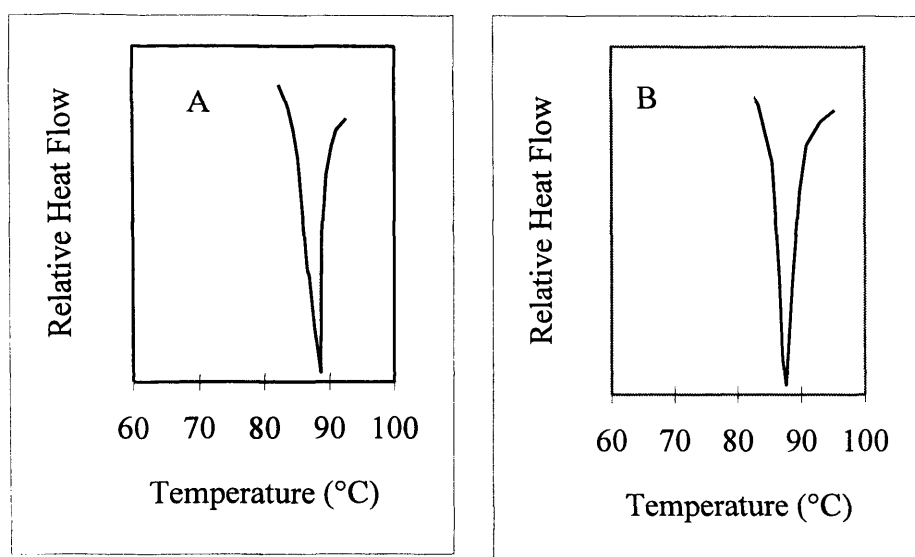 Relative Heat Flow
A
60 70 80 90 100
Temperature (°C)
Relative Heat Flow
B
60 70 80 90 100
Temperature (°C)